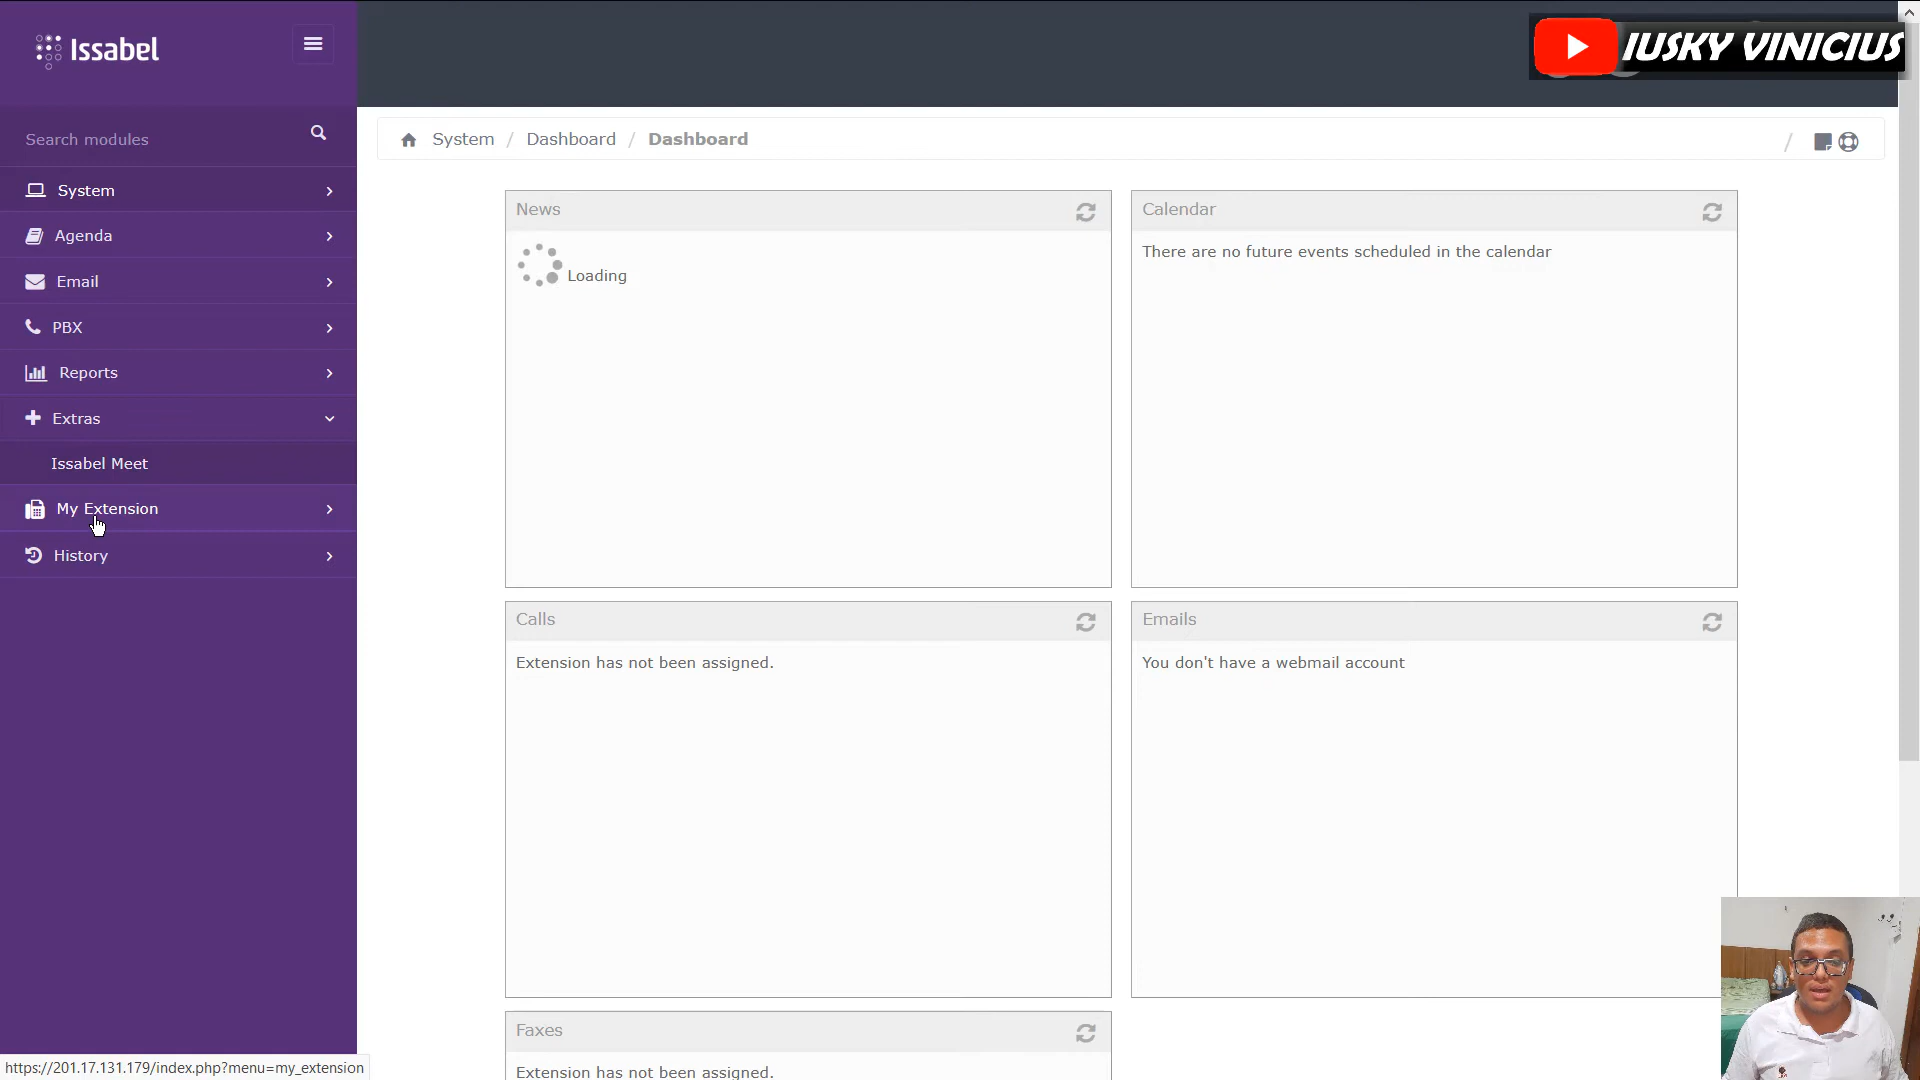 Issabel
IUSKY VINICIUS
Search modules
System / Dashboard / Dashboard /
System
Agenda
Email
PBX
Reports
Extras
Issabel Meet
My Extension
History
News
Loading
Calendar
There are no future events scheduled in the calendar
Calls
Extension has not been assigned.
Emails
You don't have a webmail account
Faxes
Extension has not been assigned.
https://201.17.131.179/index.php?menu=my_extension